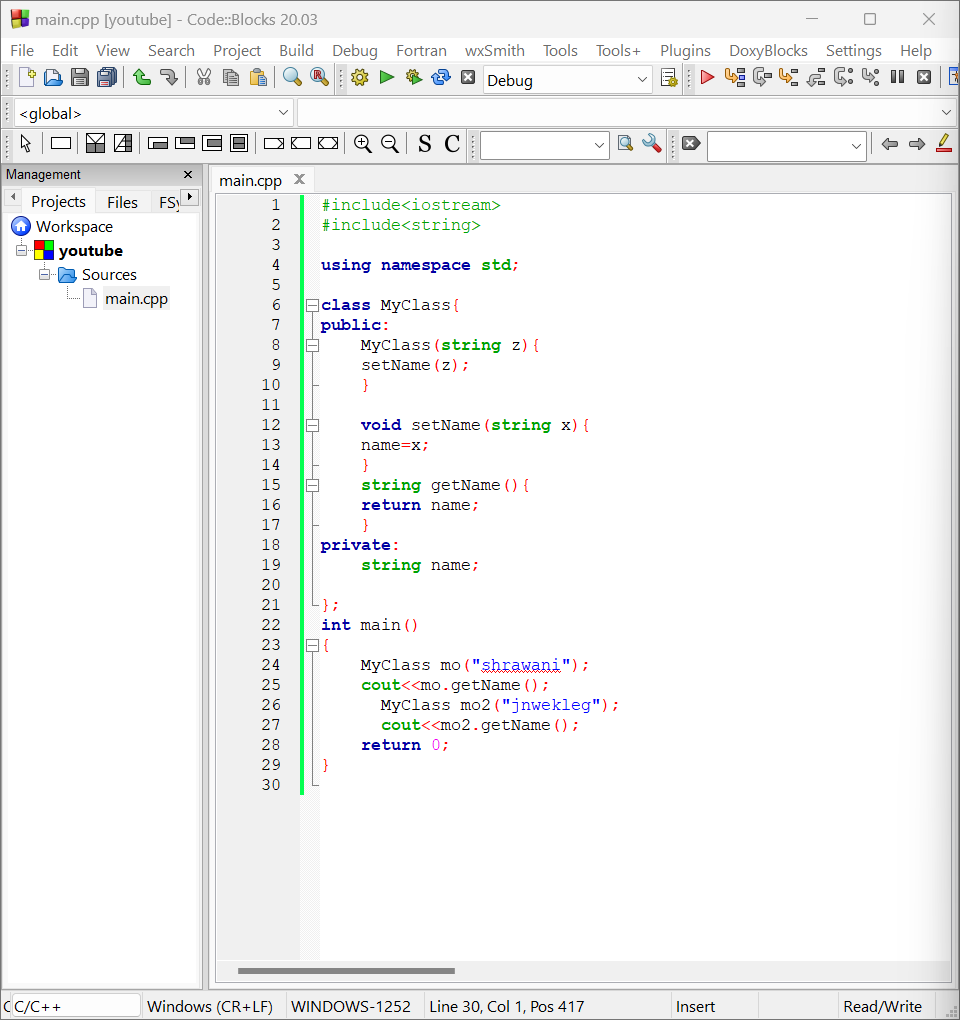 main.cpp [youtube] - Code::Blocks 20.03
File Edit View Search Project Build Debug Fortran wxSmith Tools Tools+ Plugins DoxyBlocks Settings Help
Debug
<global>
S C
Management
main.cpp
Projects Files FSy
Workspace
youtube
Sources
main.cpp
1 #include<iostream>
2 #include<string>
3
4 using namespace std;
5
6 class MyClass{
7 public:
8     MyClass(string z){
9     setName(z);
10     }
11
12     void setName(string x){
13     name=x;
14     }
15     string getName(){
16     return name;
17     }
18 private:
19     string name;
20
21 };
22 int main()
23 {
24     MyClass mo("shrawani");
25     cout<<mo.getName();
26       MyClass mo2("jnwekleg");
27       cout<<mo2.getName();
28     return 0;
29 }
30
C/C++ Windows (CR+LF) WINDOWS-1252 Line 30, Col 1, Pos 417 Insert Read/Write